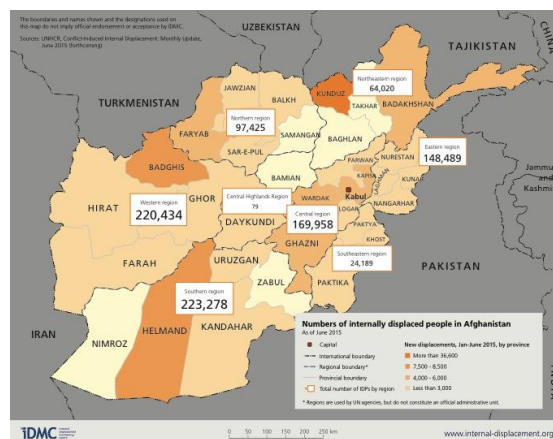 The boundaries and names shown and the designations used on
this map do not imply official endorsement or acceptance by IDMC.
Sources: UNHCR, Conflict-Induced Internal Displacement: Monthly Update,
June 2015 (forthcoming)
UZBEKISTAN
TAJIKISTAN
CHINA
TURKMENISTAN
Northeastern region
64,020
JAWZJAN
BALKH
KUNDUZ
TAKHAR
BADAKHSHAN
Northern region
97,425
FARYAB
SAMANGAN
BAGHLAN
SAR-E-PUL
Eastern region
148,489
BADGHIS
PARWAN
NURESTAN
KAPISA
KUNAR
LAGHMAN
Jammu
and
Kashmir
BAMIAN
Kabul
NANGARHAR
HIRAT
GHOR
Western region
220,434
Central Highlands Region
79
WARDAK
LOGAN
Central region
169,958
DAYKUNDI
PAKTYA
GHAZNI
KHOST
Southeastern region
24,189
FARAH
URUZGAN
PAKTIKA
PAKISTAN
Southern region
223,278
ZABUL
IRAN
NIMROZ
HELMAND
KANDAHAR
Numbers of internally displaced people in Afghanistan
As of June 2015
Capital
International boundary
Regional boundary*
Provincial boundary
Total number of IDPs by region
New displacements, Jan-June 2015, by province
More than 36,600
7,500 - 8,500
4,000 - 6,000
Less than 3,000
* Regions are used by UN agencies, but do not constitute an official administrative unit.
iDMC
0 50 100 150 200 250 km
www.internal-displacement.org